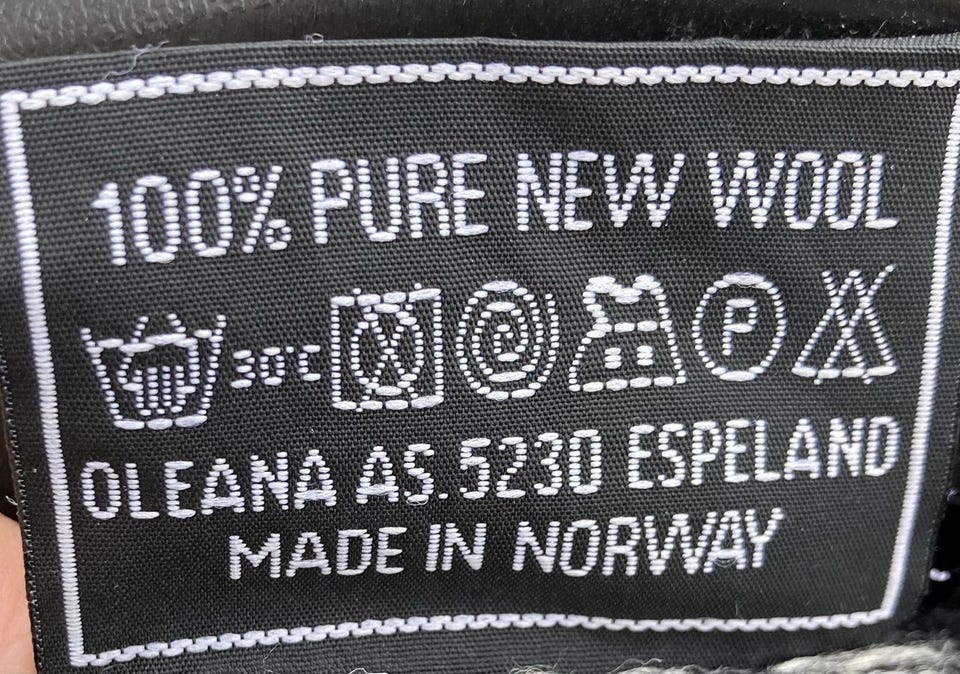 100% PURE NEW WOOL
30°C P
OLEANA AS. 5230 ESPELAND
MADE IN NORWAY